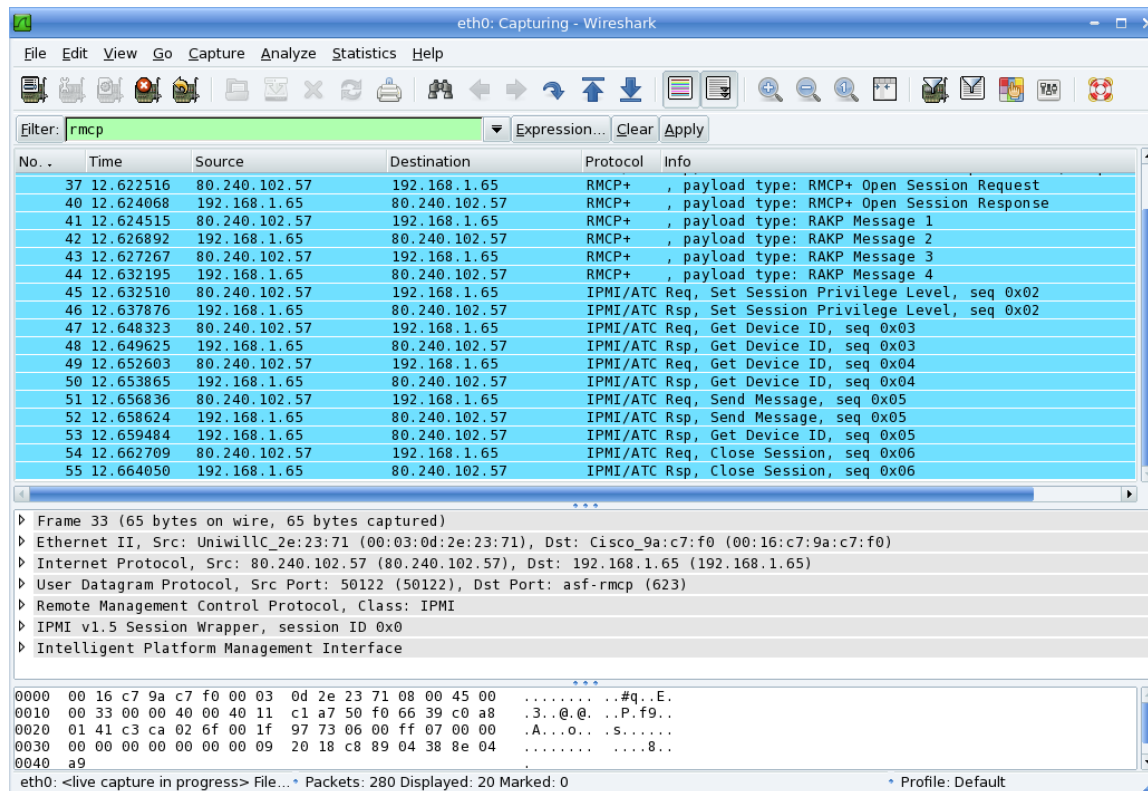 eth0: Capturing - Wireshark
File Edit View Go Capture Analyze Statistics Help
Filter: rmcp Expression... Clear Apply
No. . Time Source Destination Protocol Info
37 12.622516 80.240.102.57 192.168.1.65 RMCP+ , payload type: RMCP+ Open Session Request
40 12.624068 192.168.1.65 80.240.102.57 RMCP+ , payload type: RMCP+ Open Session Response
41 12.624515 80.240.102.57 192.168.1.65 RMCP+ , payload type: RAKP Message 1
42 12.626892 192.168.1.65 80.240.102.57 RMCP+ , payload type: RAKP Message 2
43 12.627267 80.240.102.57 192.168.1.65 RMCP+ , payload type: RAKP Message 3
44 12.632195 192.168.1.65 80.240.102.57 RMCP+ , payload type: RAKP Message 4
45 12.632510 80.240.102.57 192.168.1.65 IPMI/ATC Req, Set Session Privilege Level, seq 0x02
46 12.637876 192.168.1.65 80.240.102.57 IPMI/ATC Rsp, Set Session Privilege Level, seq 0x02
47 12.648323 80.240.102.57 192.168.1.65 IPMI/ATC Req, Get Device ID, seq 0x03
48 12.649625 192.168.1.65 80.240.102.57 IPMI/ATC Rsp, Get Device ID, seq 0x03
49 12.652603 80.240.102.57 192.168.1.65 IPMI/ATC Req, Get Device ID, seq 0x04
50 12.653865 192.168.1.65 80.240.102.57 IPMI/ATC Rsp, Get Device ID, seq 0x04
51 12.656836 80.240.102.57 192.168.1.65 IPMI/ATC Req, Send Message, seq 0x05
52 12.658624 192.168.1.65 80.240.102.57 IPMI/ATC Rsp, Send Message, seq 0x05
53 12.659484 192.168.1.65 80.240.102.57 IPMI/ATC Rsp, Get Device ID, seq 0x05
54 12.662709 80.240.102.57 192.168.1.65 IPMI/ATC Req, Close Session, seq 0x06
55 12.664050 192.168.1.65 80.240.102.57 IPMI/ATC Rsp, Close Session, seq 0x06
Frame 33 (65 bytes on wire, 65 bytes captured)
Ethernet II, Src: UniwillC_2e:23:71 (00:03:0d:2e:23:71), Dst: Cisco_9a:c7:f0 (00:16:c7:9a:c7:f0)
Internet Protocol, Src: 80.240.102.57 (80.240.102.57), Dst: 192.168.1.65 (192.168.1.65)
User Datagram Protocol, Src Port: 50122 (50122), Dst Port: asf-rmcp (623)
Remote Management Control Protocol, Class: IPMI
IPMI v1.5 Session Wrapper, session ID 0x0
Intelligent Platform Management Interface
0000 00 16 c7 9a c7 f0 00 03 0d 2e 23 71 08 00 45 00 ........ ..#q..E.
0010 00 33 00 00 40 00 40 11 c1 a7 50 f0 66 39 c0 a8 .3..@.@. ..P.f9..
0020 01 41 c3 ca 02 6f 00 1f 97 73 06 00 ff 07 00 00 .A...o.. .s......
0030 00 00 00 00 00 00 00 09 20 18 c8 89 04 38 8e 04 ........ ....8..
0040 a9 .
eth0: <live capture in progress> File... Packets: 280 Displayed: 20 Marked: 0 Profile: Default